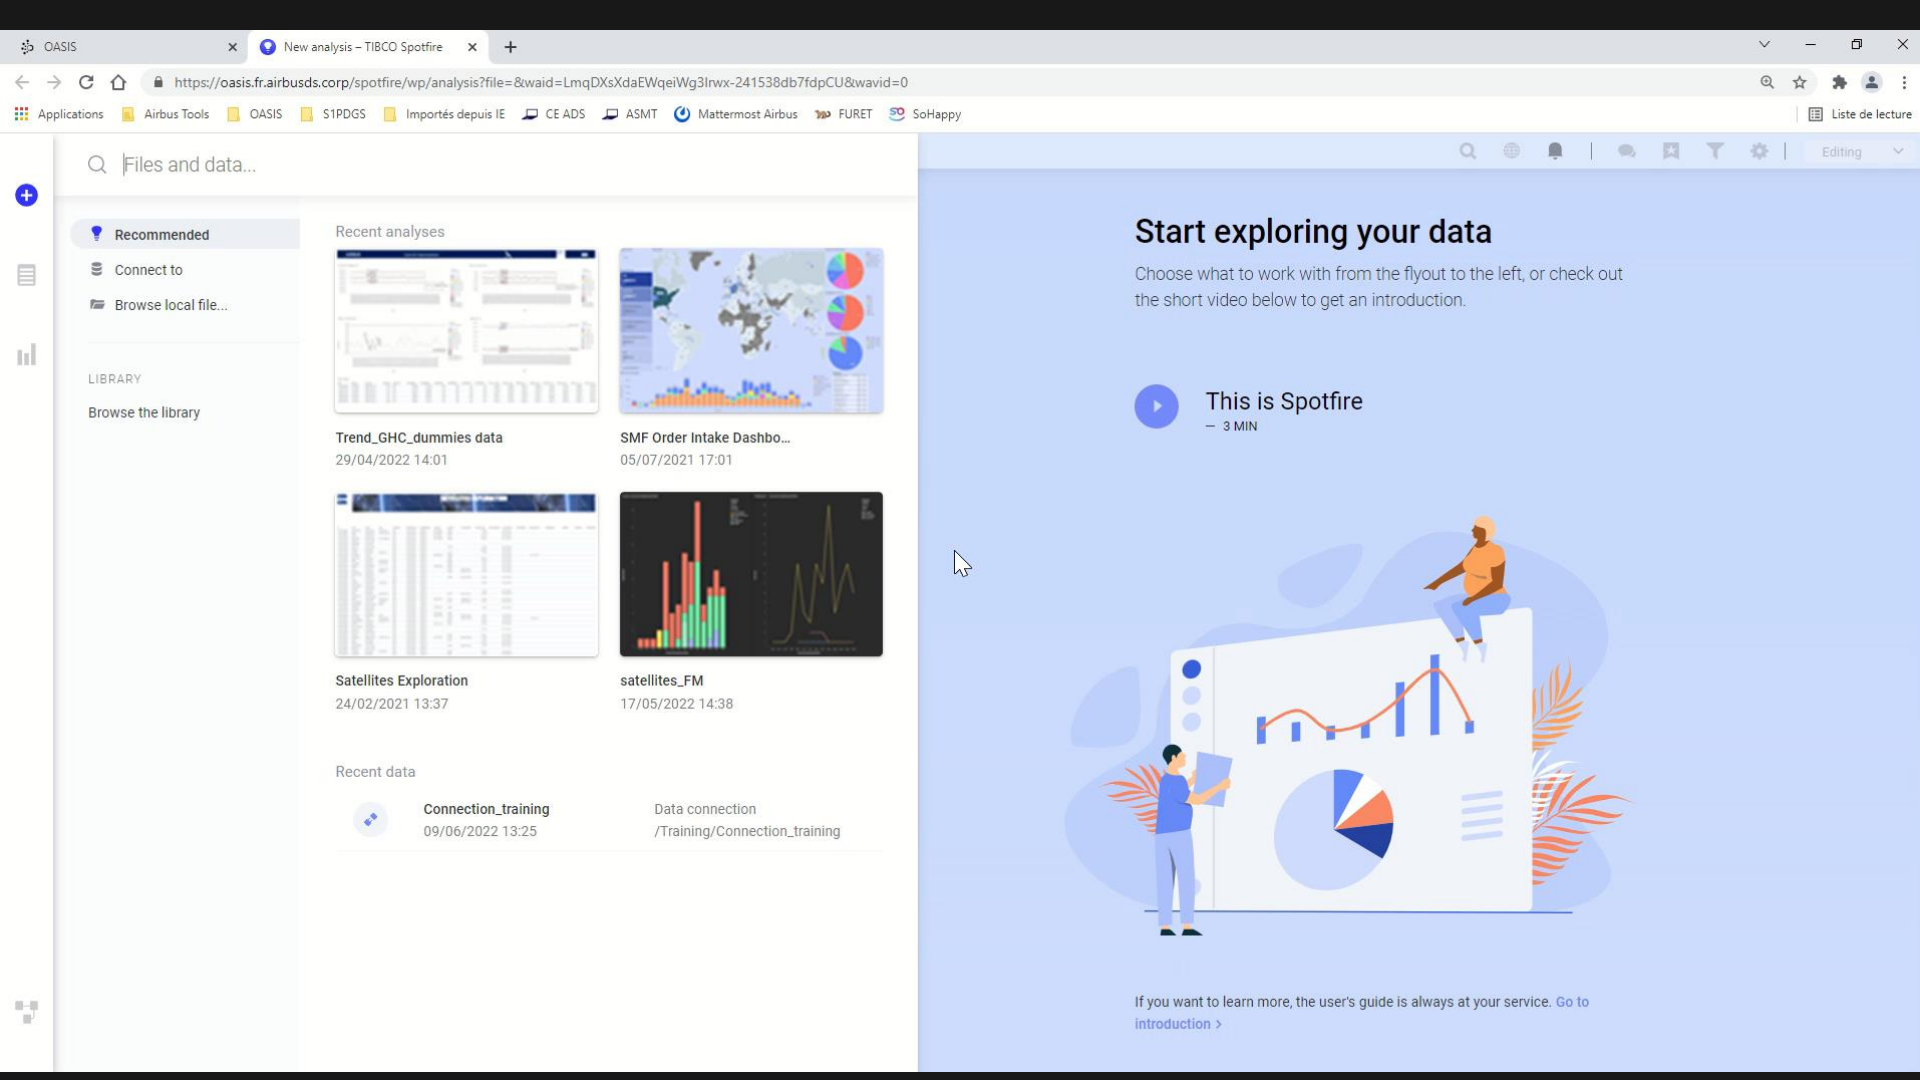 OASIS
New analysis – TIBCO Spotfire
https://oasis.fr.airbusds.corp/spotfire/wp/analysis?file=&waid=LmqDXsXdaEWqeiWg3Irwx-241538db7fdpCU&wavid=0
Applications Airbus Tools OASIS S1PDGS Importés depuis IE CE ADS ASMT Mattermost Airbus FURET SoHappy Liste de lecture
Files and data...
Editing
Recommended
Connect to
Browse local file...
LIBRARY
Browse the library
Recent analyses
Trend_GHC_dummies data
29/04/2022 14:01
SMF Order Intake Dashbo...
05/07/2021 17:01
Satellites Exploration
24/02/2021 13:37
satellites_FM
17/05/2022 14:38
Recent data
Connection_training
09/06/2022 13:25
Data connection
/Training/Connection_training
Start exploring your data
Choose what to work with from the flyout to the left, or check out
the short video below to get an introduction.
This is Spotfire
— 3 MIN
If you want to learn more, the user's guide is always at your service. Go to
introduction >